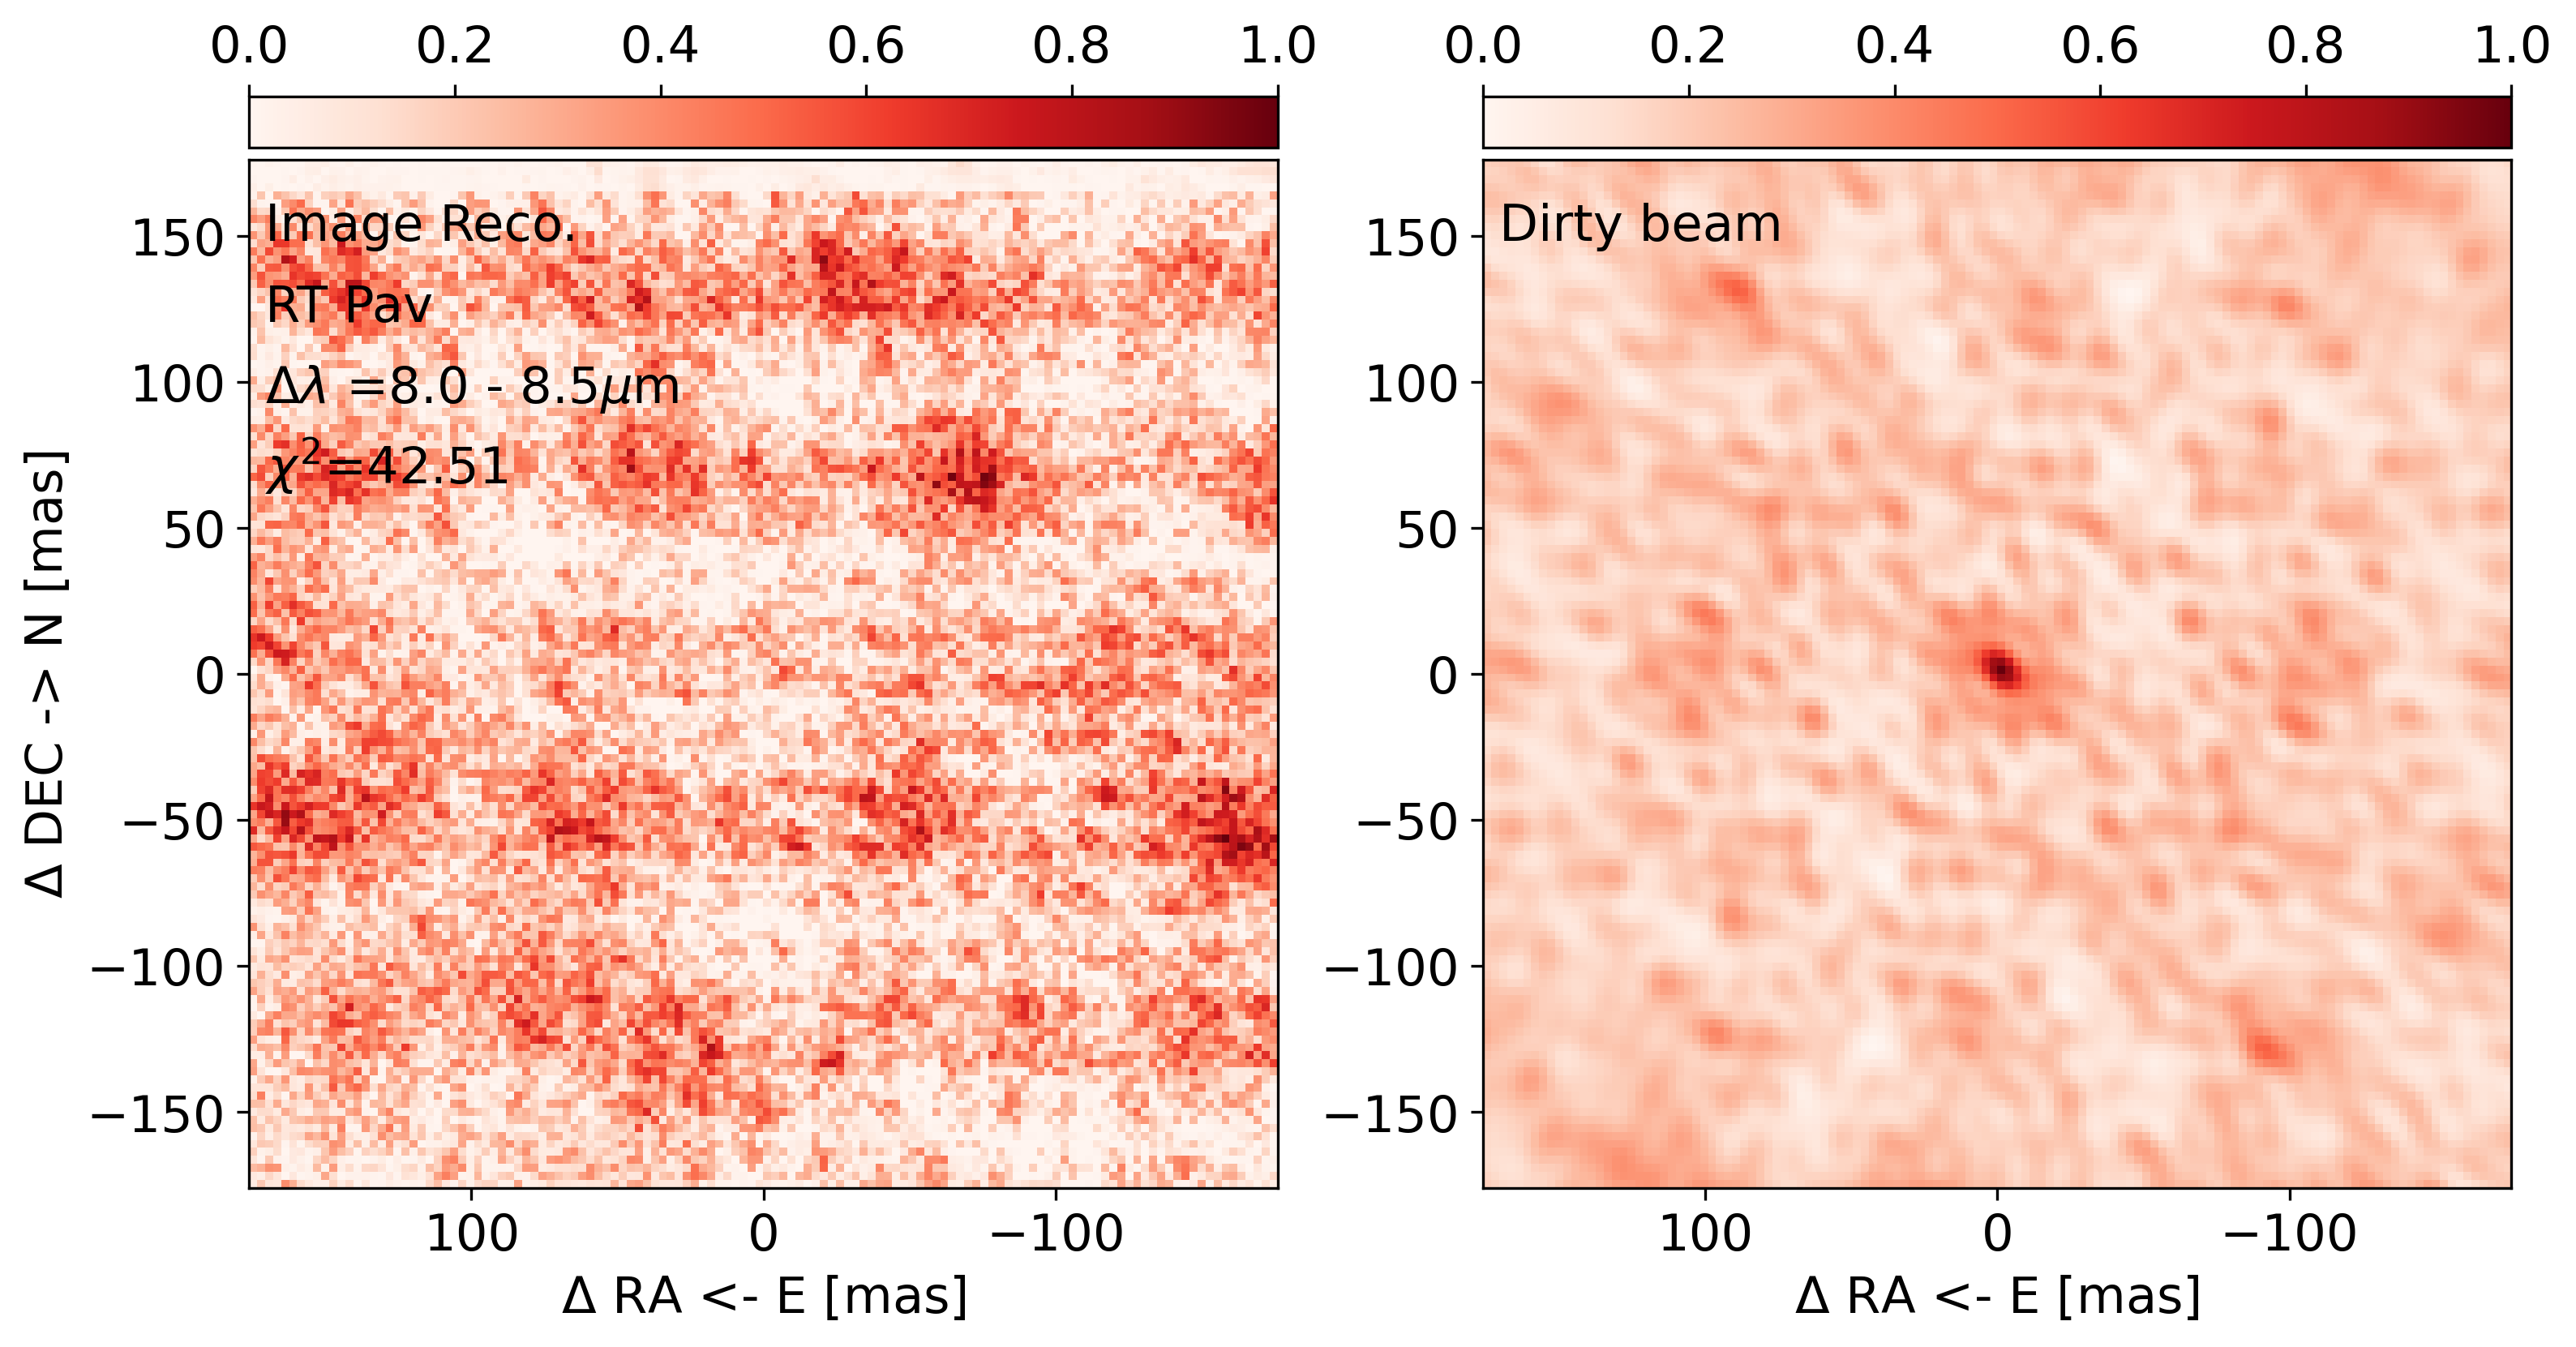 0.0 0.2 0.4 0.6 0.8 1.0
0.0 0.2 0.4 0.6 0.8 1.0
Image Reco.
RT Pav
Δλ =8.0 - 8.5μm
χ²=42.51
150
100
50
0
−50
−100
−150
Δ DEC -> N [mas]
100 0 −100
Δ RA <- E [mas]
Dirty beam
150
100
50
0
−50
−100
−150
100 0 −100
Δ RA <- E [mas]